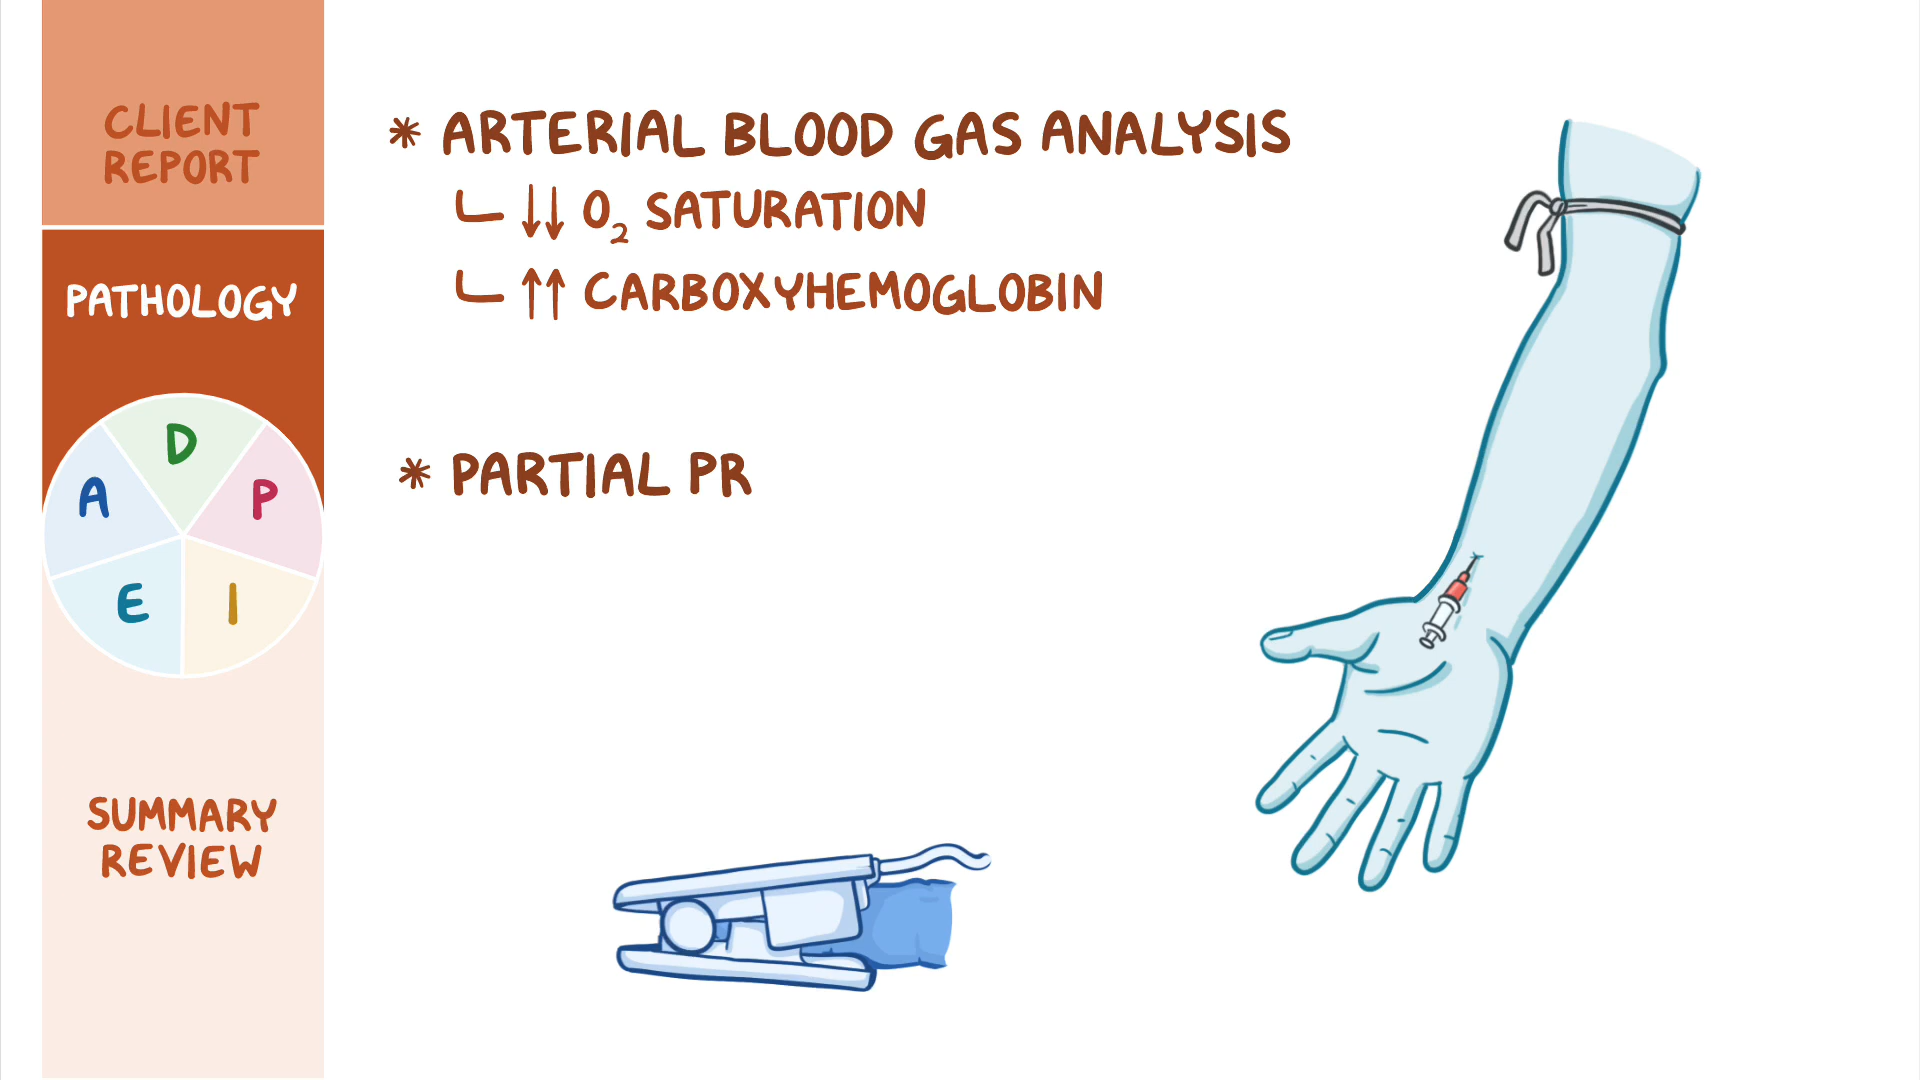 CLIENT
REPORT
PATHOLOGY
D
A
P
E
I
SUMMARY
REVIEW
* ARTERIAL BLOOD GAS ANALYSIS
↓↓ O₂ SATURATION
↑↑ CARBOXYHEMOGLOBIN
* PARTIAL PR